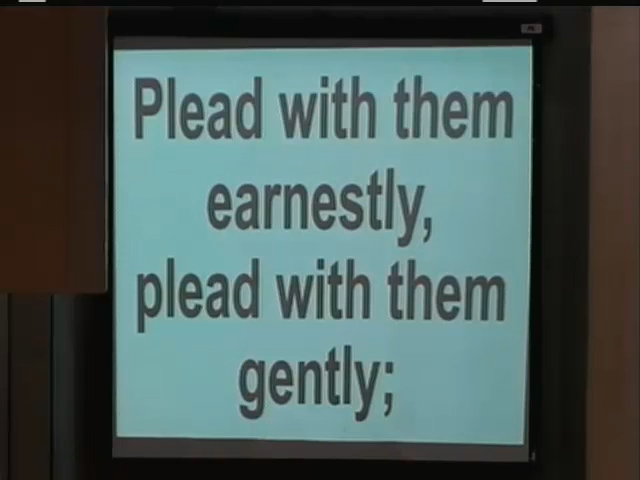 Plead with them
earnestly,
plead with them
gently;